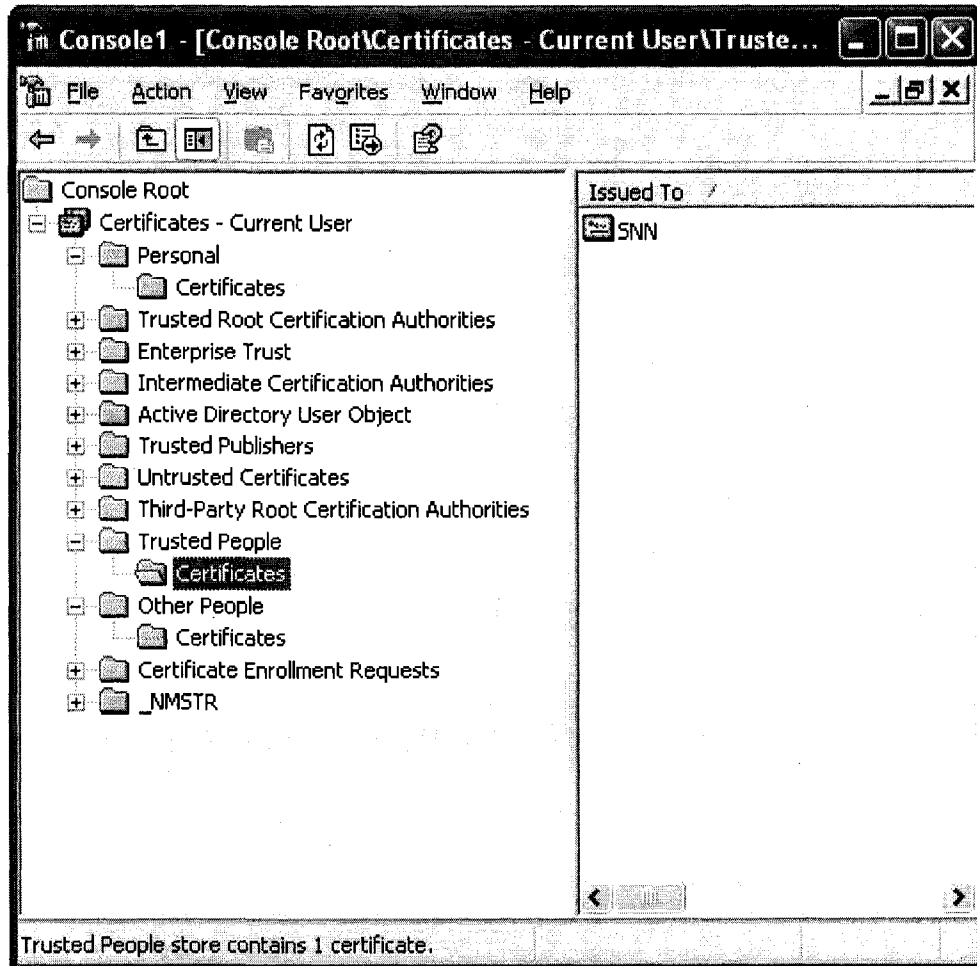 Console1 - [Console Root\Certificates - Current User\Truste...
File Action View Favorites Window Help
Console Root
Certificates - Current User
Personal
Certificates
Trusted Root Certification Authorities
Enterprise Trust
Intermediate Certification Authorities
Active Directory User Object
Trusted Publishers
Untrusted Certificates
Third-Party Root Certification Authorities
Trusted People
Certificates
Other People
Certificates
Certificate Enrollment Requests
_NMSTR
Issued To
SNN
Trusted People store contains 1 certificate.